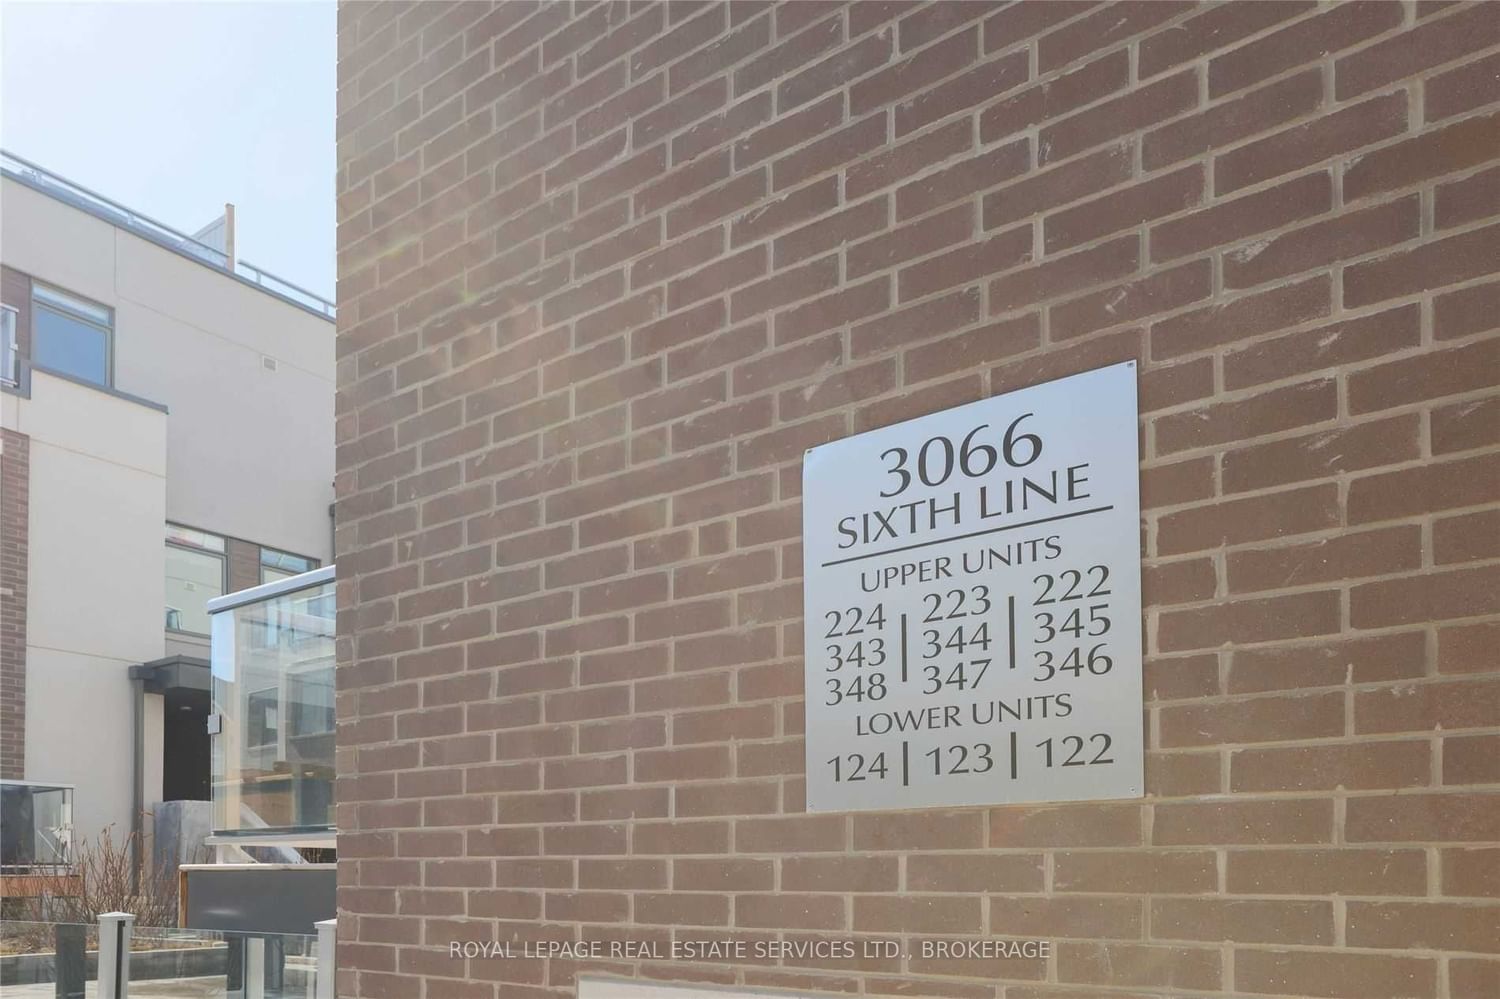 3066
SIXTH LINE
UPPER UNITS
224 | 223 | 222
343 | 344 | 345
348 | 347 | 346
LOWER UNITS
124 | 123 | 122
ROYAL LEPAGE REAL ESTATE SERVICES LTD., BROKERAGE